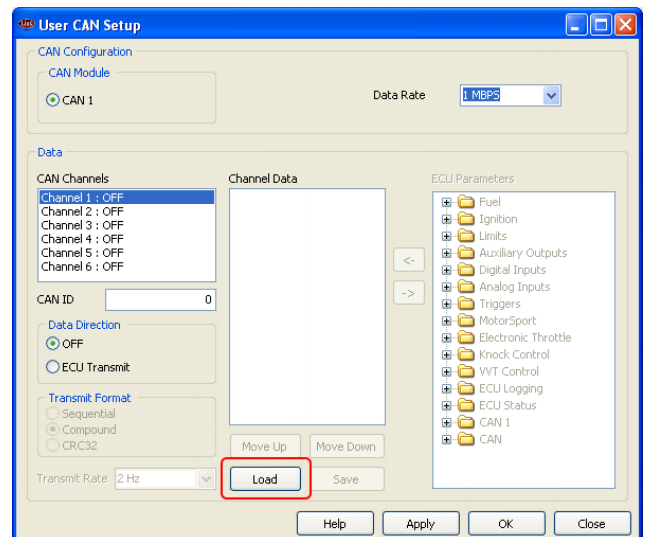 User CAN Setup
CAN Configuration
CAN Module
CAN 1
Data Rate
1 MBPS
Data
CAN Channels
Channel 1 : OFF
Channel 2 : OFF
Channel 3 : OFF
Channel 4 : OFF
Channel 5 : OFF
Channel 6 : OFF
CAN ID
0
Data Direction
OFF
ECU Transmit
Transmit Format
Sequential
Compound
CRC32
Transmit Rate
2 Hz
Channel Data
<-
->
Move Up
Move Down
Load
Save
ECU Parameters
Fuel
Ignition
Limits
Auxiliary Outputs
Digital Inputs
Analog Inputs
Triggers
MotorSport
Electronic Throttle
Knock Control
VVT Control
ECU Logging
ECU Status
CAN 1
CAN
Help
Apply
OK
Close